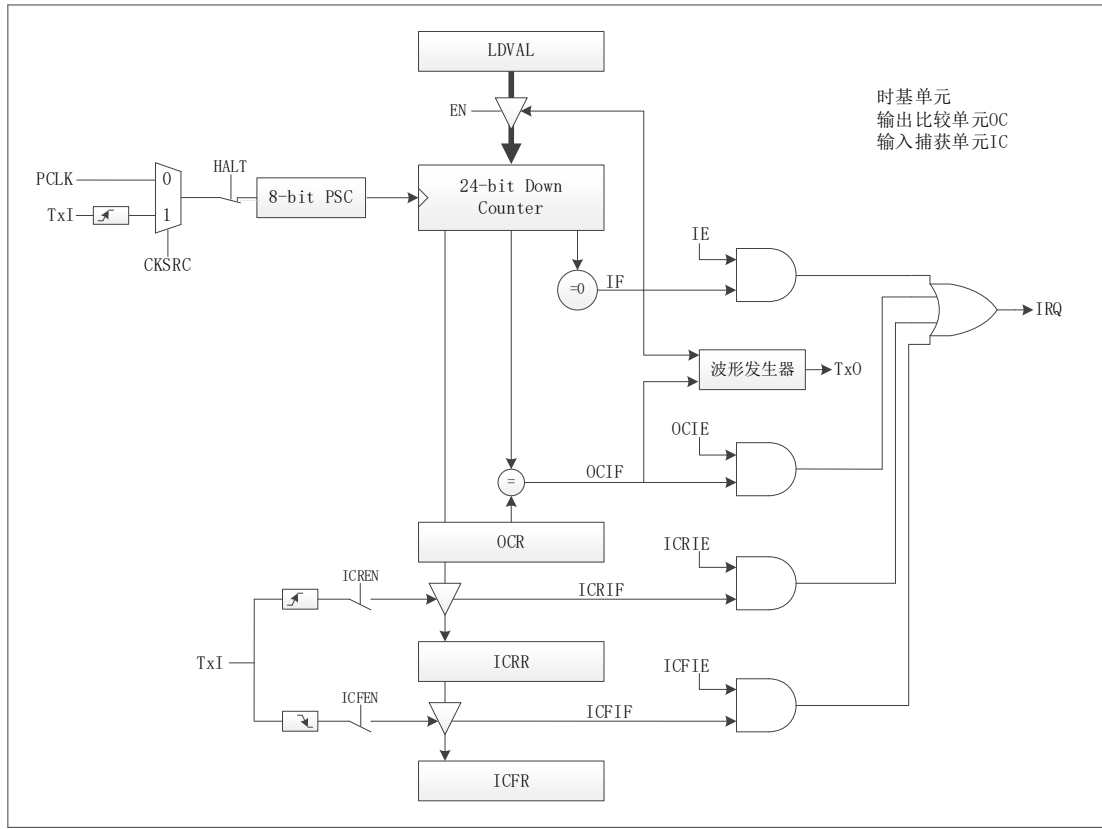 LDVAL
时基单元
输出比较单元OC
输入捕获单元IC
EN
HALT
PCLK
0
8-bit PSC
24-bit Down
Counter
TxI
1
CKSRC
IE
=0
IF
IRQ
波形发生器
TxO
OCIE
=
OCIF
OCR
ICRIE
ICREN
ICRIF
TxI
ICRR
ICFIE
ICFEN
ICFIF
ICFR